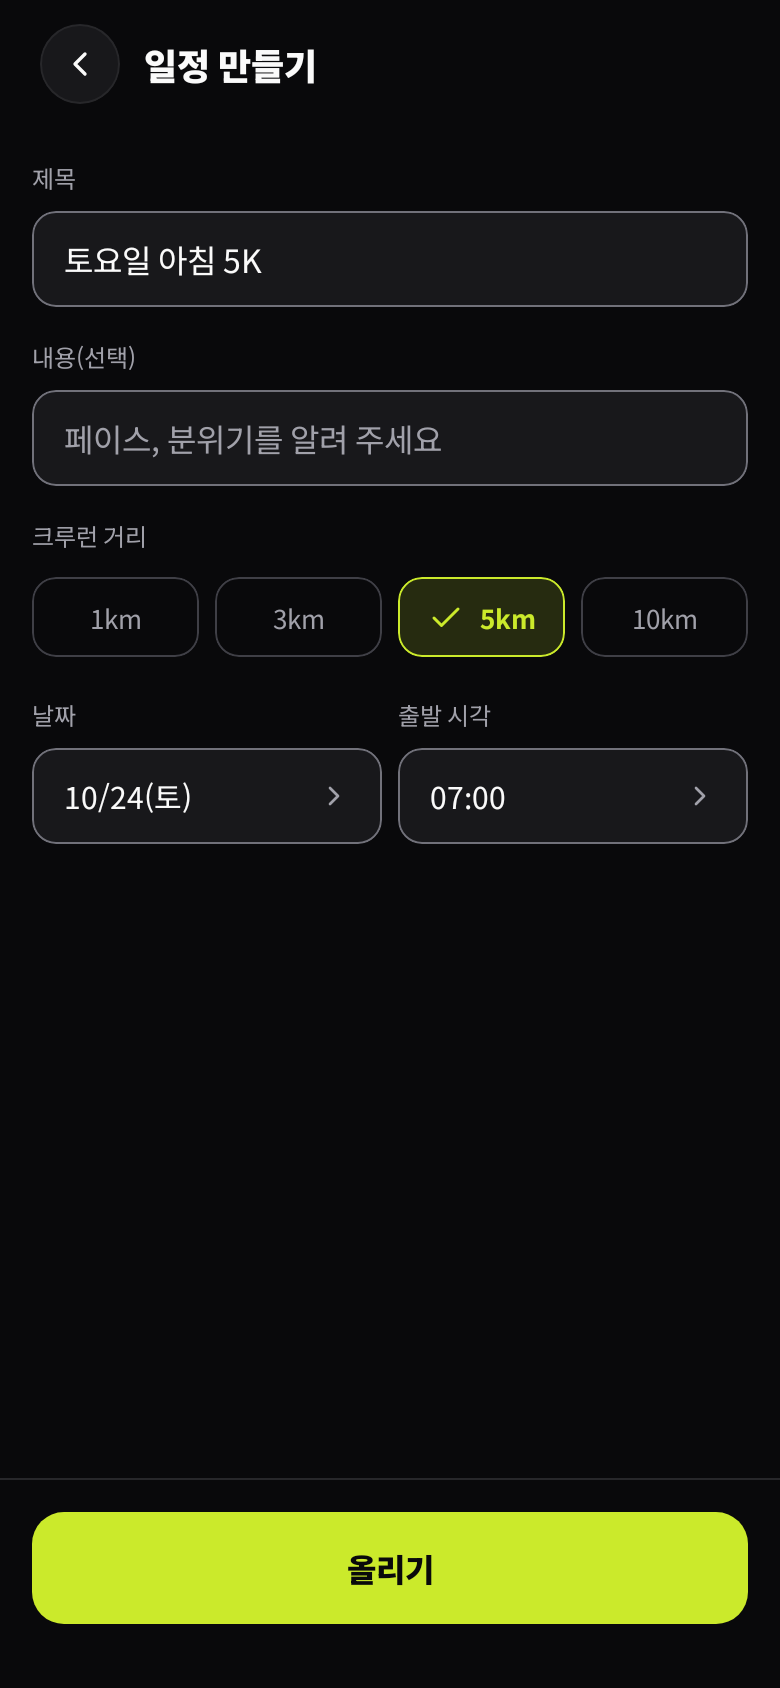 일정 만들기
제목
토요일 아침 5K
내용(선택)
페이스, 분위기를 알려 주세요
크루런 거리
1km 3km 5km 10km
날짜 출발 시각
10/24(토) 07:00
올리기